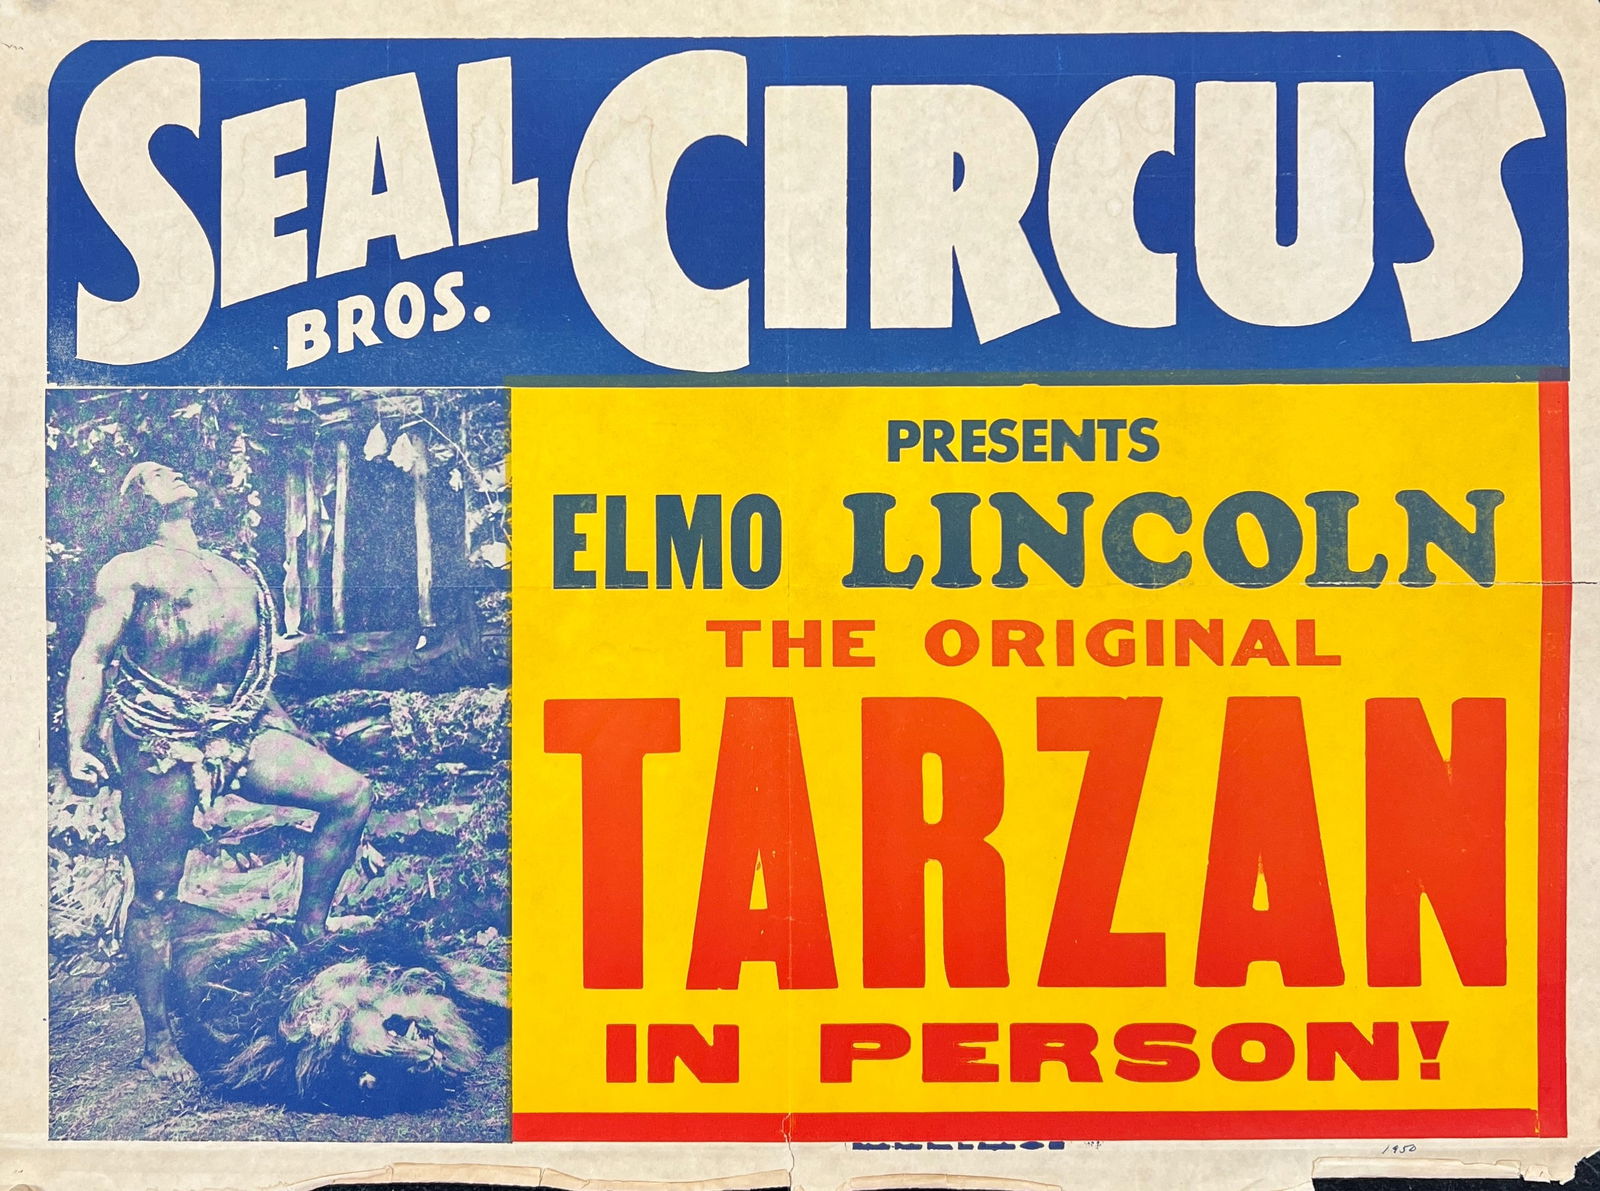 SEAL
BROS.
CIRCUS
PRESENTS
ELMO LINCOLN
THE ORIGINAL
TARZAN
IN PERSON!
1950